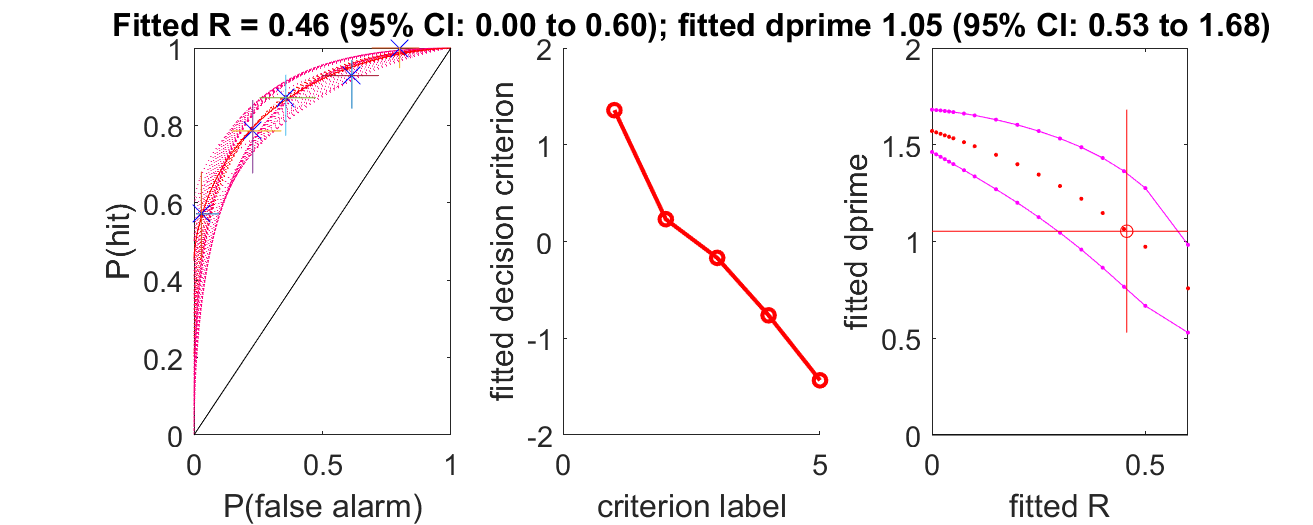 Fitted R = 0.46 (95% CI: 0.00 to 0.60); fitted dprime 1.05 (95% CI: 0.53 to 1.68)
P(hit)
1
0.8
0.6
0.4
0.2
0
0 0.5 1
P(false alarm)
fitted decision criterion
2
1
0
-1
-2
0 5
criterion label
fitted dprime
2
1.5
1
0.5
0
0 0.5
fitted R